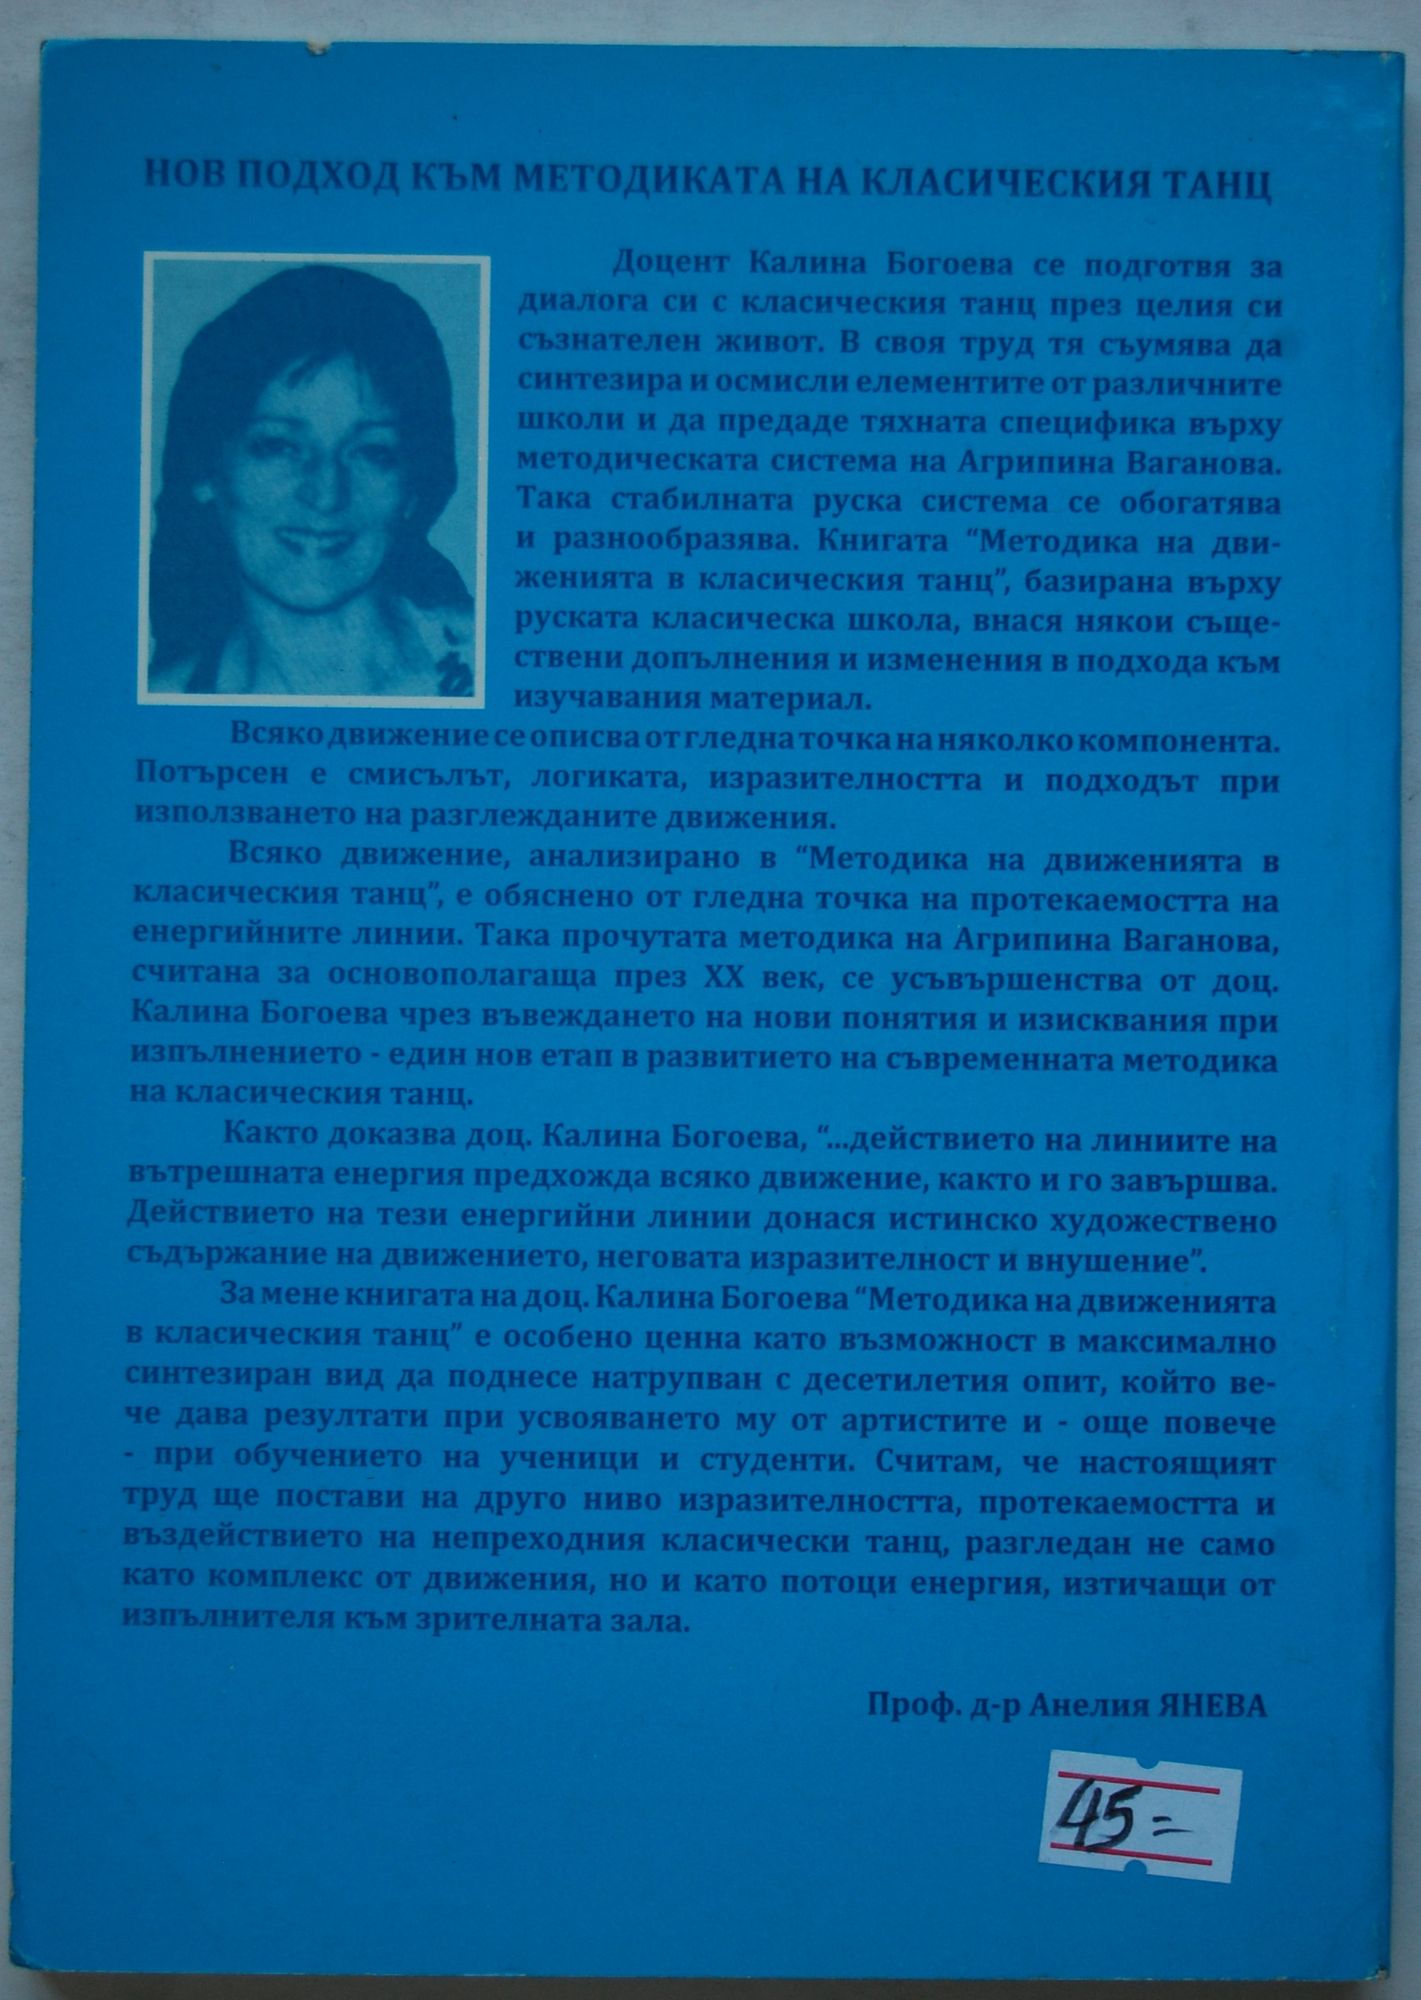 НОВ ПОДХОД КЪМ МЕТОДИКАТА НА КЛАСИЧЕСКИЯ ТАНЦ
Доцент Калина Богоева се подготвя за
диалога си с класическия танц през целия си
съзнателен живот. В своя труд тя съумява да
синтезира и осмисли елементите от различните
школи и да предаде тяхната специфика върху
методическата система на Агрипина Ваганова.
Така стабилната руска система се обогатява
и разнообразява. Книгата “Методика на дви-
женията в класическия танц”, базирана върху
руската класическа школа, внася някои съще-
ствени допълнения и изменения в подхода към
изучавания материал.
Всяко движение се описва от гледна точка на няколко компонента.
Потърсен е смисълът, логиката, изразителността и подходът при
използването на разглежданите движения.
Всяко движение, анализирано в “Методика на движенията в
класическия танц”, е обяснено от гледна точка на протекаемостта на
енергийните линии. Така прочутата методика на Агрипина Ваганова,
считана за основополагаща през XX век, се усъвършенства от доц.
Калина Богоева чрез въвеждането на нови понятия и изисквания при
изпълнението - един нов етап в развитието на съвременната методика
на класическия танц.
Както доказва доц. Калина Богоева, “...действието на линиите на
вътрешната енергия предхожда всяко движение, както и го завършва.
Действието на тези енергийни линии донася истинско художествено
съдържание на движението, неговата изразителност и внушение”.
За мене книгата на доц. Калина Богоева “Методика на движенията
в класическия танц” е особено ценна като възможност в максимално
синтезиран вид да поднесе натрупван с десетилетия опит, който ве-
че дава резултати при усвояването му от артистите и - още повече
- при обучението на ученици и студенти. Считам, че настоящият
труд ще постави на друго ниво изразителността, протекаемостта и
въздействието на непреходния класически танц, разгледан не само
като комплекс от движения, но и като потоци енергия, изтичащи от
изпълнителя към зрителната зала.
Проф. д-р Анелия ЯНЕВА
45=